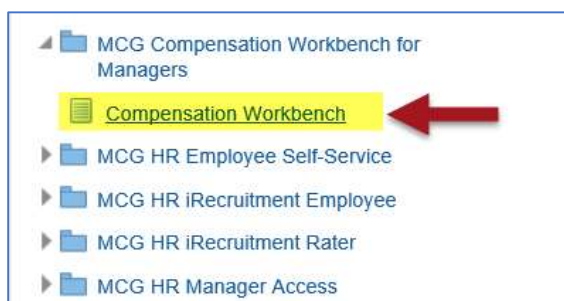 MCG Compensation Workbench for
Managers
Compensation Workbench
MCG HR Employee Self-Service
MCG HR iRecruitment Employee
MCG HR iRecruitment Rater
MCG HR Manager Access